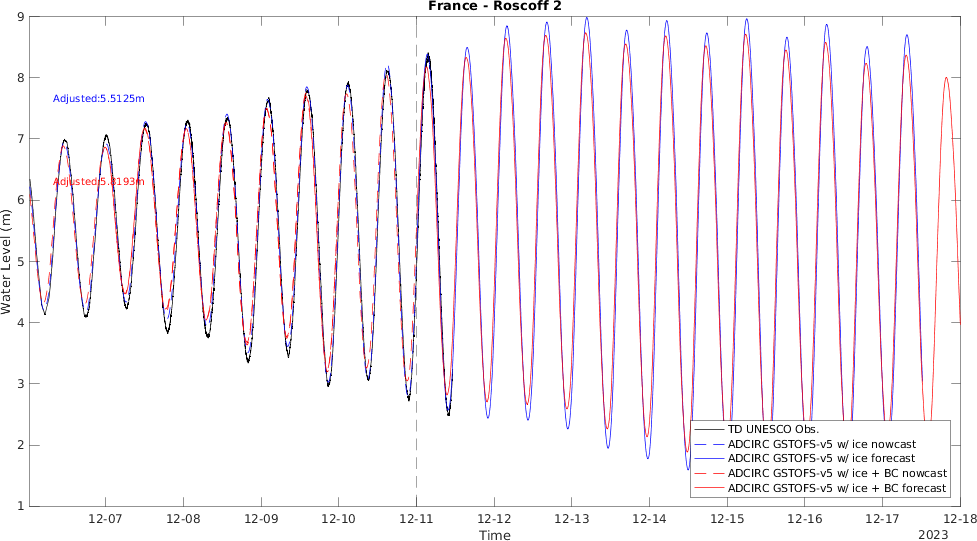 France - Roscoff 2
9
8
7
6
5
4
3
2
1
Water Level (m)
Adjusted:5.5125m
Adjusted:5.8193m
TD UNESCO Obs.
ADCIRC GSTOFS-v5 w/ ice nowcast
ADCIRC GSTOFS-v5 w/ ice forecast
ADCIRC GSTOFS-v5 w/ ice + BC nowcast
ADCIRC GSTOFS-v5 w/ ice + BC forecast
12-07 12-08 12-09 12-10 12-11 12-12 12-13 12-14 12-15 12-16 12-17 12-18
Time
2023